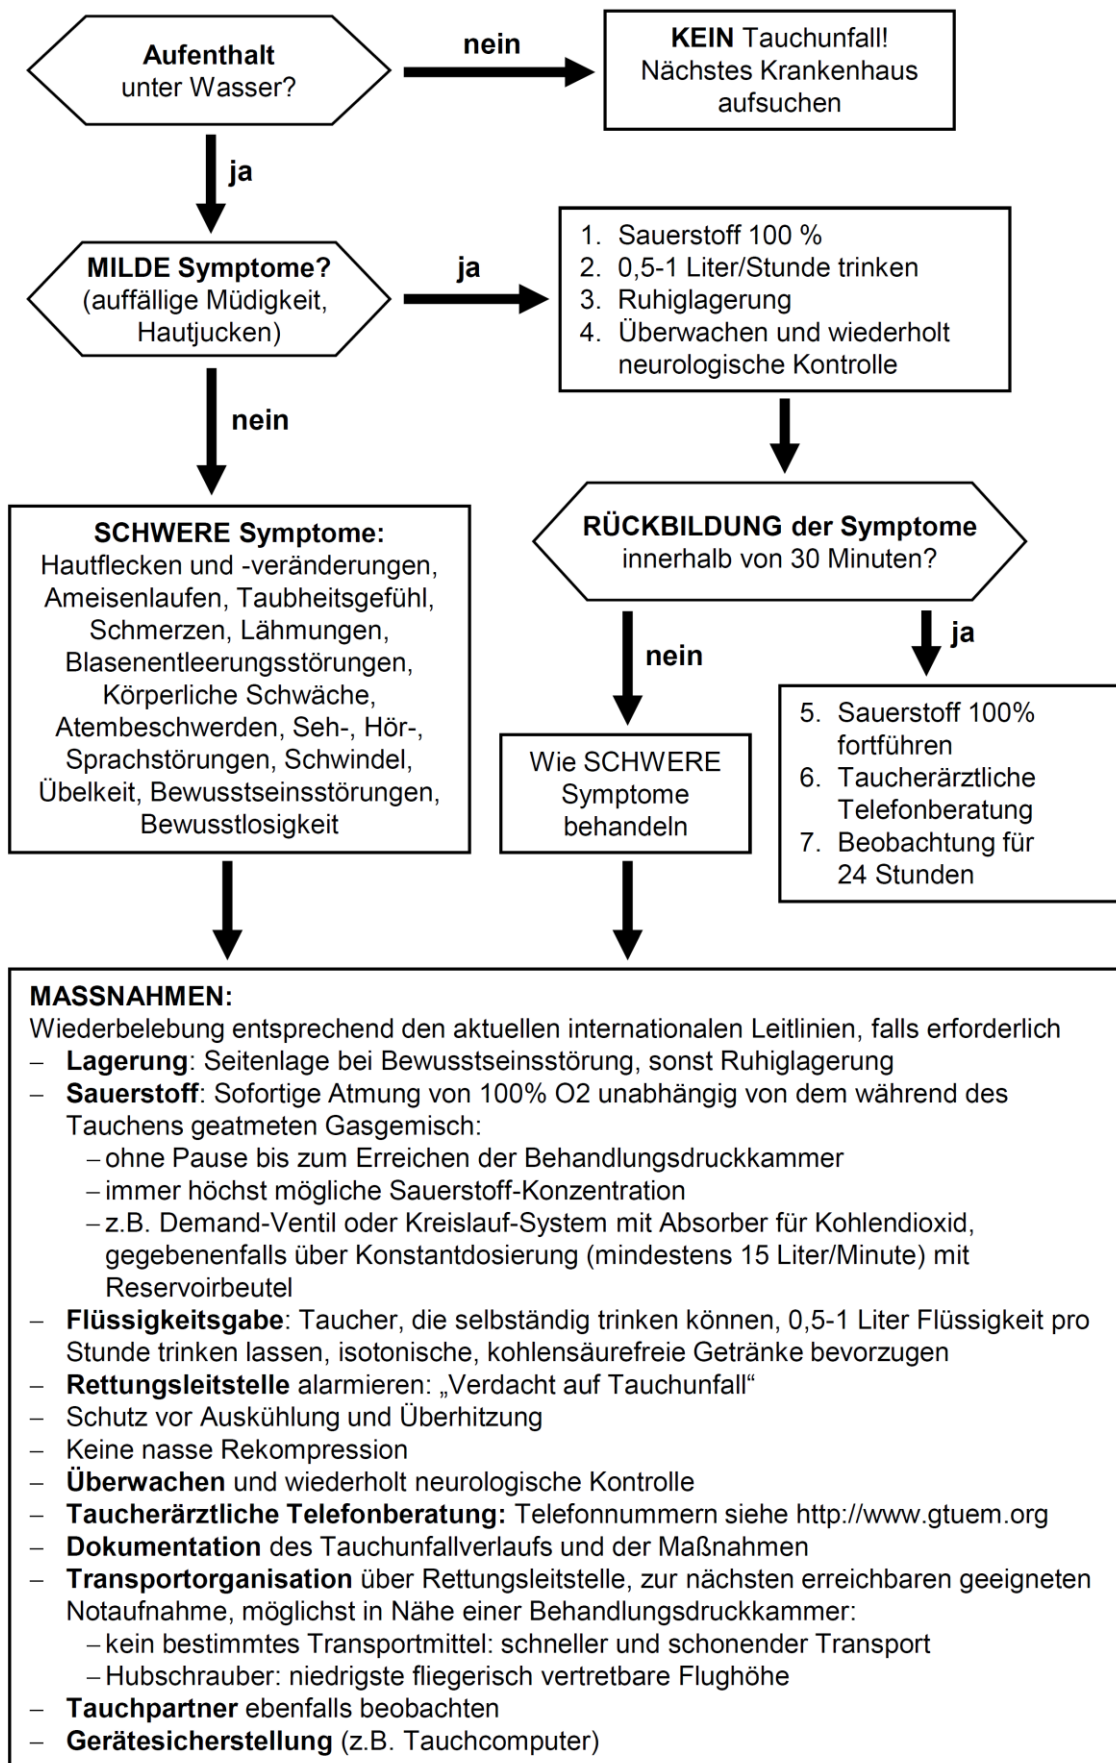 Aufenthalt
unter Wasser?
nein
KEIN Tauchunfall!
Nächstes Krankenhaus
aufsuchen
ja
MILDE Symptome?
(auffällige Müdigkeit,
Hautjucken)
ja
1. Sauerstoff 100 %
2. 0,5-1 Liter/Stunde trinken
3. Ruhiglagerung
4. Überwachen und wiederholt
neurologische Kontrolle
nein
RÜCKBILDUNG der Symptome
innerhalb von 30 Minuten?
SCHWERE Symptome:
Hautflecken und -veränderungen,
Ameisenlaufen, Taubheitsgefühl,
Schmerzen, Lähmungen,
Blasenentleerungsstörungen,
Körperliche Schwäche,
Atembeschwerden, Seh-, Hör-,
Sprachstörungen, Schwindel,
Übelkeit, Bewusstseinsstörungen,
Bewusstlosigkeit
nein
ja
Wie SCHWERE
Symptome
behandeln
5. Sauerstoff 100%
fortführen
6. Taucherärztliche
Telefonberatung
7. Beobachtung für
24 Stunden
MASSNAHMEN:
Wiederbelebung entsprechend den aktuellen internationalen Leitlinien, falls erforderlich
– Lagerung: Seitenlage bei Bewusstseinsstörung, sonst Ruhiglagerung
– Sauerstoff: Sofortige Atmung von 100% O2 unabhängig von dem während des
Tauchens geatmeten Gasgemisch:
– ohne Pause bis zum Erreichen der Behandlungsdruckkammer
– immer höchst mögliche Sauerstoff-Konzentration
– z.B. Demand-Ventil oder Kreislauf-System mit Absorber für Kohlendioxid,
gegebenenfalls über Konstantdosierung (mindestens 15 Liter/Minute) mit
Reservoirbeutel
– Flüssigkeitsgabe: Taucher, die selbständig trinken können, 0,5-1 Liter Flüssigkeit pro
Stunde trinken lassen, isotonische, kohlensäurefreie Getränke bevorzugen
– Rettungsleitstelle alarmieren: „Verdacht auf Tauchunfall“
– Schutz vor Auskühlung und Überhitzung
– Keine nasse Rekompression
– Überwachen und wiederholt neurologische Kontrolle
– Taucherärztliche Telefonberatung: Telefonnummern siehe http://www.gtuem.org
– Dokumentation des Tauchunfallverlaufs und der Maßnahmen
– Transportorganisation über Rettungsleitstelle, zur nächsten erreichbaren geeigneten
Notaufnahme, möglichst in Nähe einer Behandlungsdruckkammer:
– kein bestimmtes Transportmittel: schneller und schonender Transport
– Hubschrauber: niedrigste fliegerisch vertretbare Flughöhe
– Tauchpartner ebenfalls beobachten
– Gerätesicherstellung (z.B. Tauchcomputer)